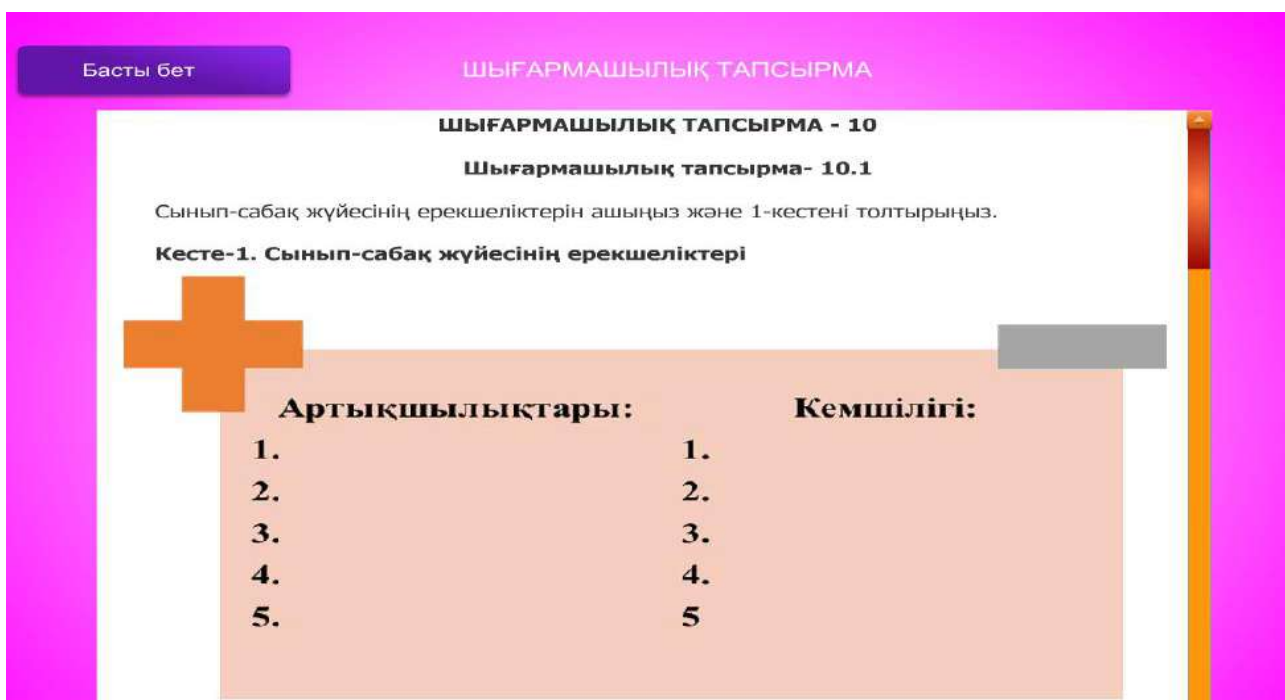 Басты бет
ШЫҒАРМАШЫЛЫҚ ТАПСЫРМА
ШЫҒАРМАШЫЛЫҚ ТАПСЫРМА - 10
Шығармашылық тапсырма- 10.1
Сынып-сабақ жүйесінің ерекшеліктерін ашыңыз және 1-кестені толтырыңыз.
Кесте-1. Сынып-сабақ жүйесінің ерекшеліктері
Артықшылықтары:
1.
2.
3.
4.
5.
Кемшілігі:
1.
2.
3.
4.
5